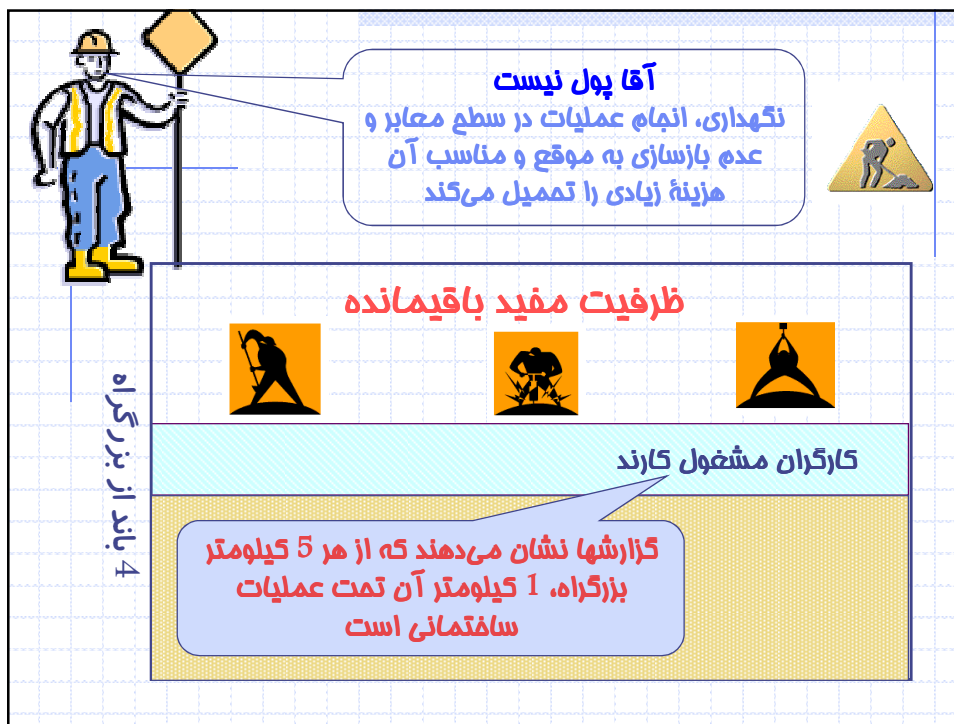 آقا پول نیست
نگهداری، انجام عملیات در سطح معابر و
عدم بازسازی به موقع و مناسب آن
هزینۀ زیادی را تحمیل می‌کند
ظرفیت مفید باقیمانده
4 باند از بزرگراه
کارگران مشغول کارند
گزارشها نشان می‌دهند که از هر 5 کیلومتر
بزرگراه، 1 کیلومتر آن تحت عملیات
ساختمانی است